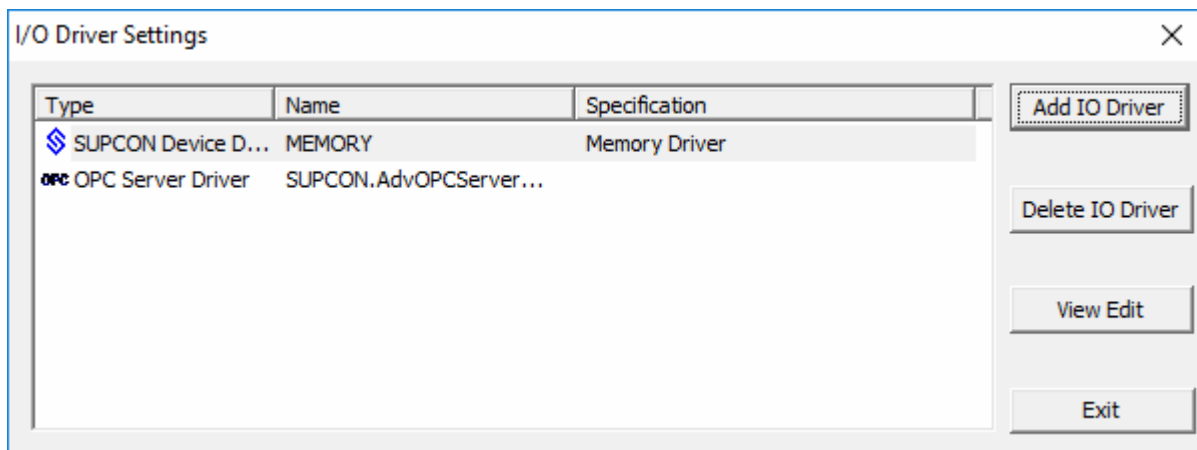 I/O Driver Settings
Type Name Specification
SUPCON Device D... MEMORY Memory Driver
OPC OPC Server Driver SUPCON.AdvOPCServer...
Add IO Driver
Delete IO Driver
View Edit
Exit